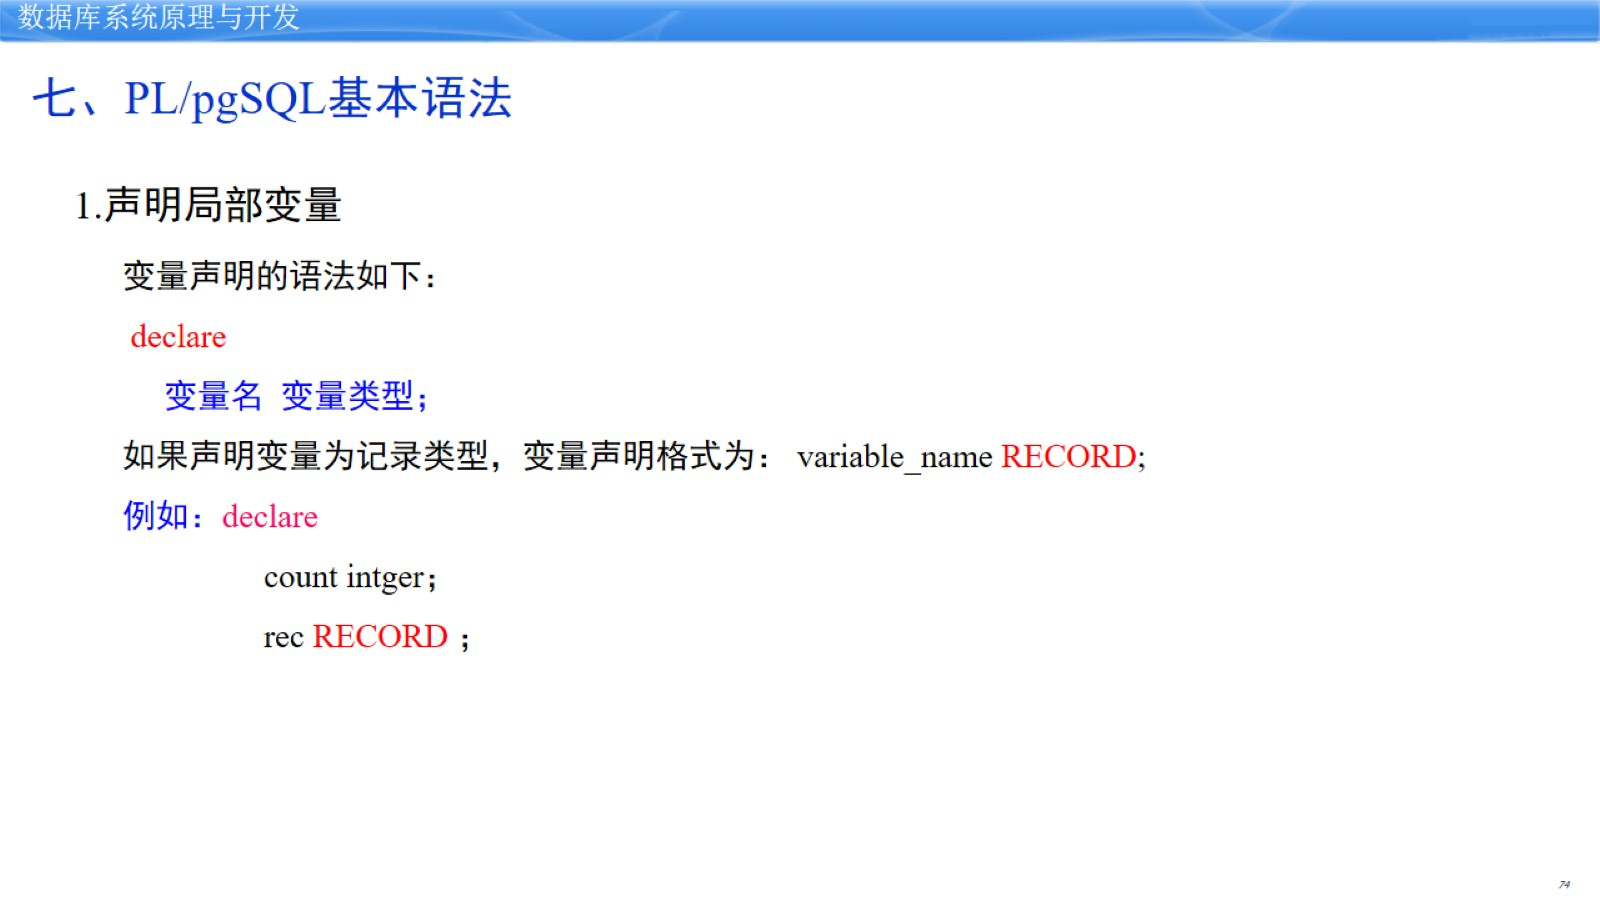 数据库系统原理与开发
七、PL/pgSQL基本语法
1.声明局部变量
变量声明的语法如下：
declare
变量名 变量类型；
如果声明变量为记录类型，变量声明格式为： variable_name RECORD;
例如：declare
count intger；
rec RECORD ；
74